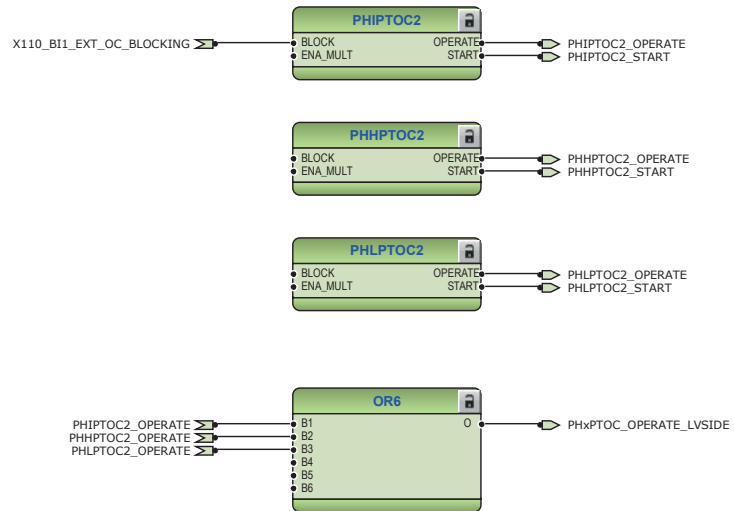 PHIPTOC2
X110_BI1_EXT_OC_BLOCKING BLOCK OPERATE PHIPTOC2_OPERATE
ENA_MULT START PHIPTOC2_START
PHHPTOC2
BLOCK OPERATE PHHPTOC2_OPERATE
ENA_MULT START PHHPTOC2_START
PHLPTOC2
BLOCK OPERATE PHLPTOC2_OPERATE
ENA_MULT START PHLPTOC2_START
OR6
PHIPTOC2_OPERATE B1 O PHxPTOC_OPERATE_LVSIDE
PHHPTOC2_OPERATE B2
PHLPTOC2_OPERATE B3
B4
B5
B6